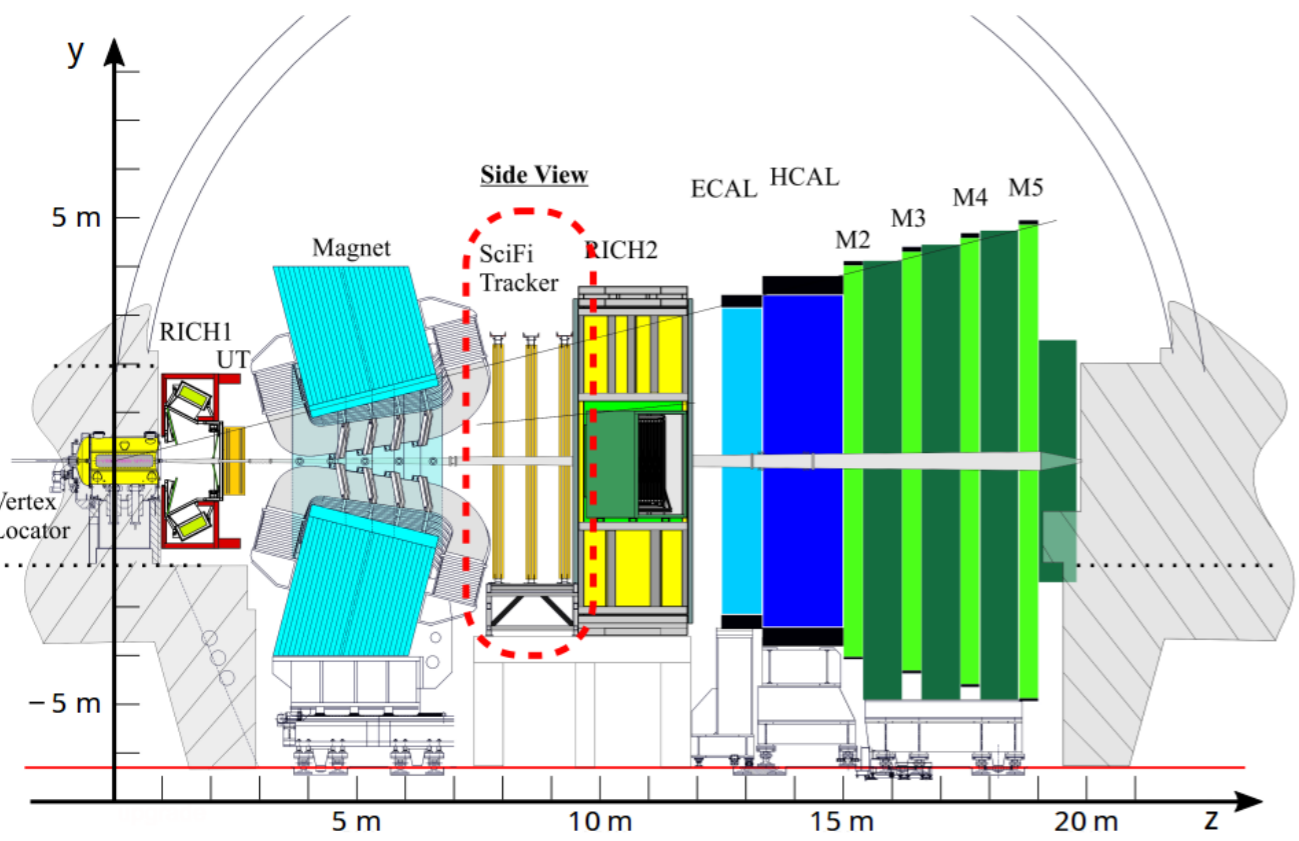 y
Side View
ECAL
HCAL
M5
M4
M3
M2
5 m
Magnet
SciFi
Tracker
RICH2
RICH1
UT
Vertex
Locator
−5 m
5 m
10 m
15 m
20 m
z